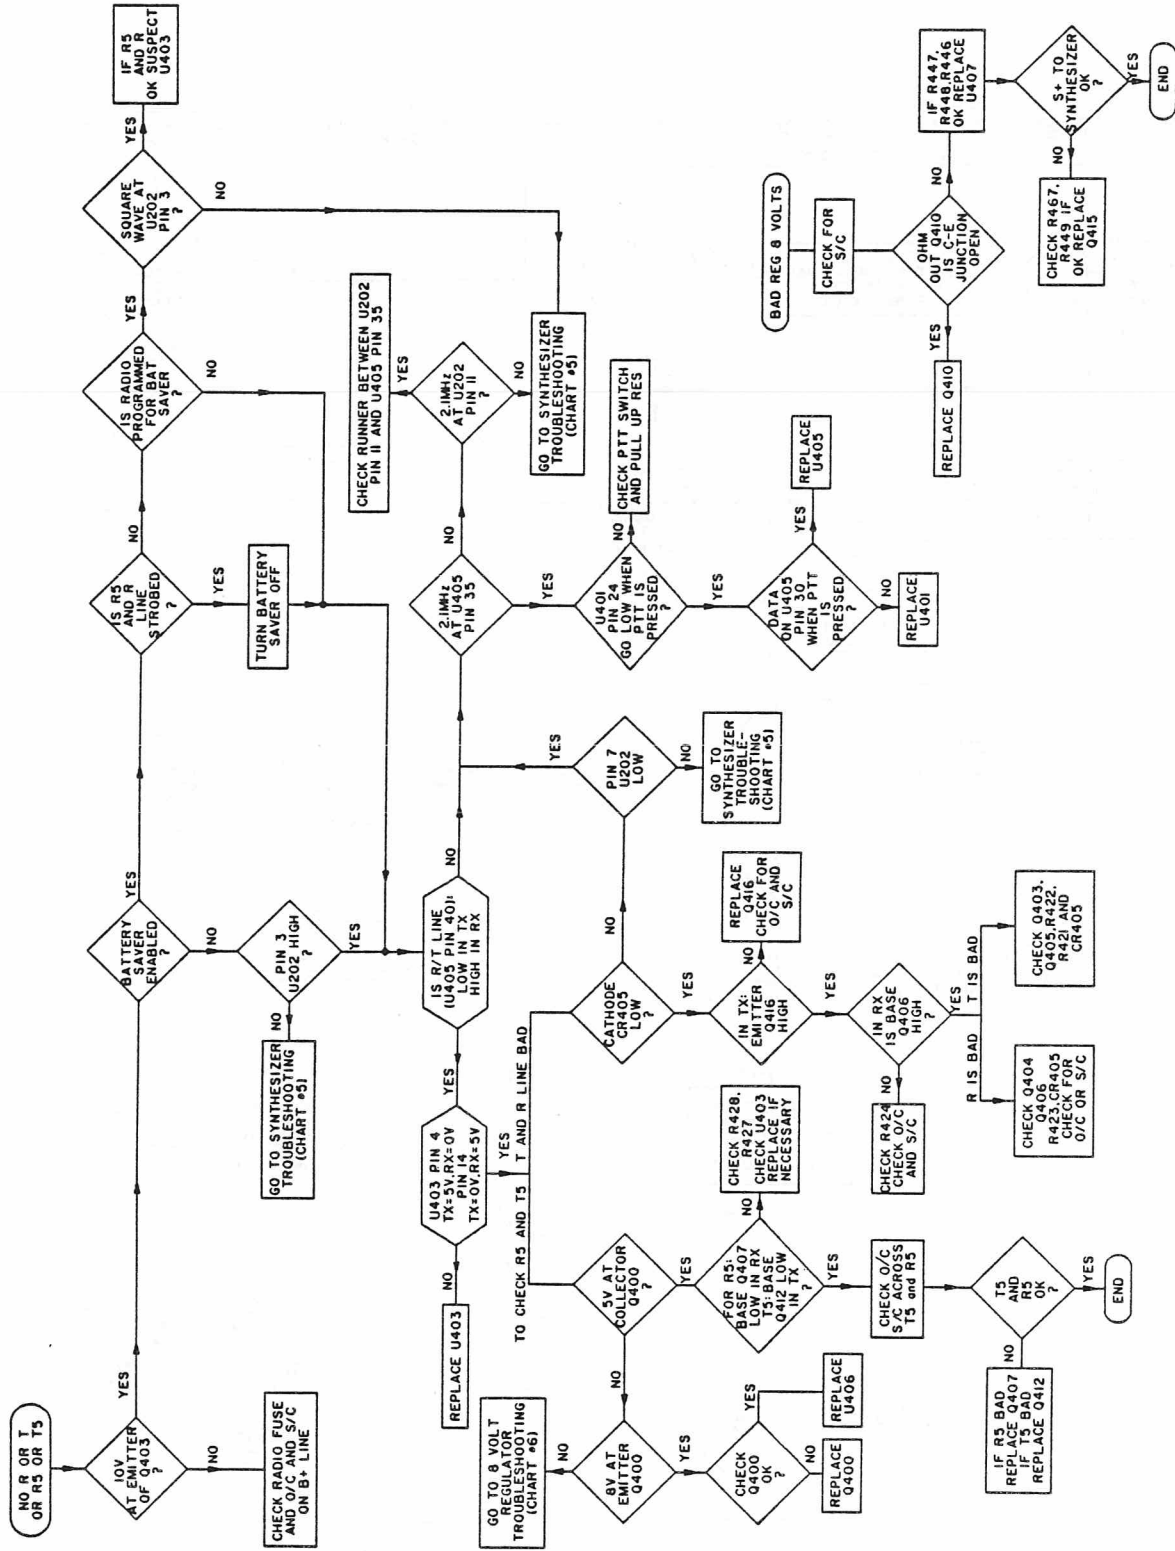 NO R OR T
OR R5 OR T5
10V
AT EMITTER
OF Q403
?
YES
NO
CHECK RADIO FUSE
AND O/C AND S/C
ON B+ LINE
BATTERY
SAVER
ENABLED
?
YES
NO
PIN 3
U202 HIGH
?
NO
YES
GO TO SYNTHESIZER
TROUBLESHOOTING
(CHART #5)
IS R5
AND R
LINE
STROBED
?
NO
YES
TURN BATTERY
SAVER OFF
IS RADIO
PROGRAMMED
FOR BAT
SAVER
?
YES
NO
SQUARE
WAVE AT
U202
PIN 3
?
YES
NO
IF R5
AND R
OK SUSPECT
U403
IS R/T LINE
(U405 PIN 40):
LOW IN TX
HIGH IN RX
NO
YES
U403 PIN 4
TX=5V,RX=0V
PIN 14
TX=0V,RX=5V
NO
YES
REPLACE U403
2.1MHz
AT U405
PIN 35
NO
YES
2.1MHz
AT U202
PIN 11
?
YES
NO
CHECK RUNNER BETWEEN U202
PIN 11 AND U405 PIN 35
GO TO SYNTHESIZER
TROUBLESHOOTING
(CHART #5)
U401
PIN 24
GO LOW WHEN
PTT IS
PRESSED
?
NO
YES
CHECK PTT SWITCH
AND PULL UP RES
DATA
ON U405
PIN 30
WHEN PTT
IS
PRESSED
?
YES
NO
REPLACE
U405
REPLACE
U401
TO CHECK R5 AND T5
T AND R LINE BAD
5V AT
COLLECTOR
Q400
?
NO
YES
8V AT
EMITTER
Q400
NO
YES
GO TO 8 VOLT
REGULATOR
TROUBLESHOOTING
(CHART #6)
CHECK
Q400
OK
?
YES
NO
REPLACE
U406
REPLACE
Q400
FOR R5:
BASE Q407
LOW IN RX
T5: BASE
Q412 LOW
IN TX
?
NO
YES
CHECK R428,
R427
CHECK U403
REPLACE IF
NECESSARY
CHECK O/C
S/C ACROSS
T5 and R5
T5
AND
R5
OK
?
NO
YES
IF R5 BAD
REPLACE Q407
IF T5 BAD
REPLACE Q412
END
CATHODE
CR405
LOW
?
NO
YES
PIN 7
U202
LOW
YES
NO
GO TO
SYNTHESIZER
TROUBLE-
SHOOTING
(CHART #5)
IN TX:
EMITTER
Q416
HIGH
NO
YES
REPLACE
Q416
CHECK FOR
O/C AND
S/C
IN RX
IS BASE
Q406
HIGH
?
NO
YES
CHECK R424
CHECK O/C
AND S/C
R IS BAD
T IS BAD
CHECK Q404
Q406
R423,CR405
CHECK FOR
O/C OR S/C
CHECK Q403,
Q405,R422,
R421 AND
CR405
BAD REG 8 VOLTS
CHECK FOR
S/C
OHM
OUT Q410
IS C-E
JUNCTION
OPEN
YES
NO
REPLACE Q410
IF R447,
R448,R446
OK REPLACE
U407
S+ TO
SYNTHESIZER
OK
?
NO
YES
CHECK R467,
R449 IF
OK REPLACE
Q415
END